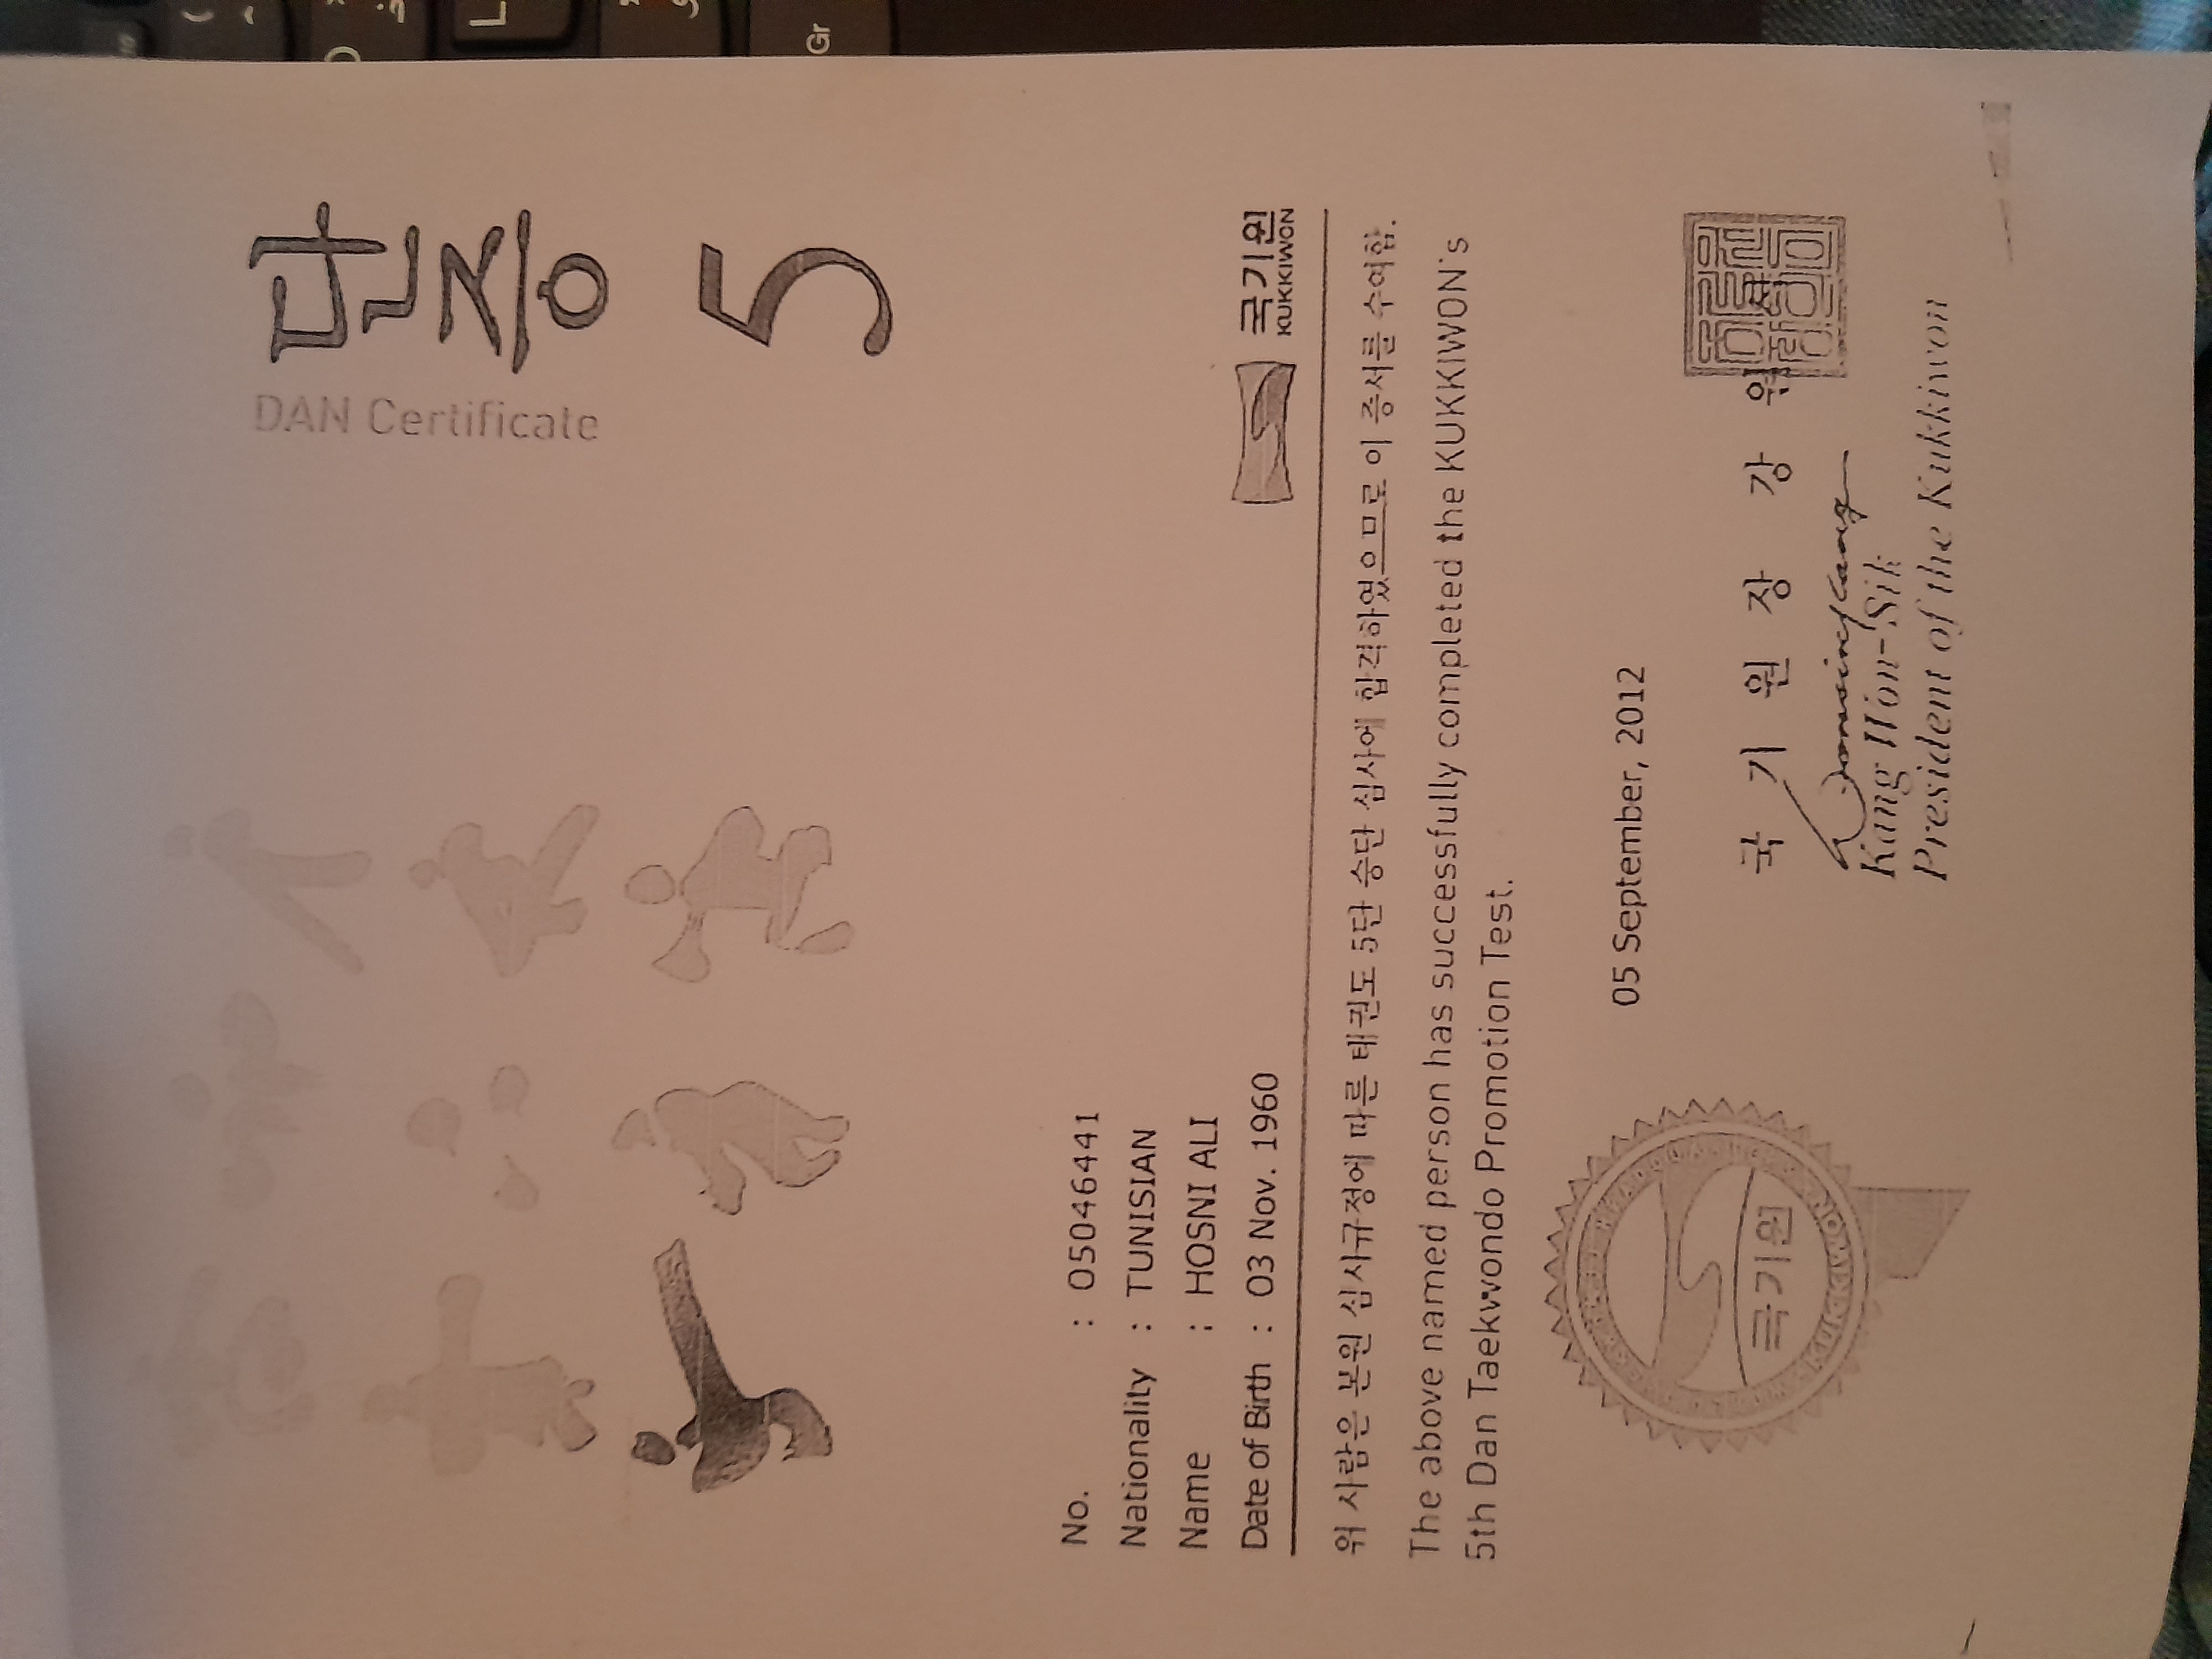 단증
DAN Certificate
5
No. : 05046441
Nationality : TUNISIAN
Name : HOSNI ALI
Date of Birth : 03 Nov. 1960
국기원
KUKKIWON
위 사람은 본원 심사규정에 따른 태권도 5단 승단 심사에 합격하였으므로 이 증서를 수여함.
The above named person has successfully completed the KUKKIWON's
5th Dan Taekwondo Promotion Test.
05 September, 2012
국 기 원 장 강 원
Kang Won-Sik
President of the Kukkiwon
국기원
KUKKIWON